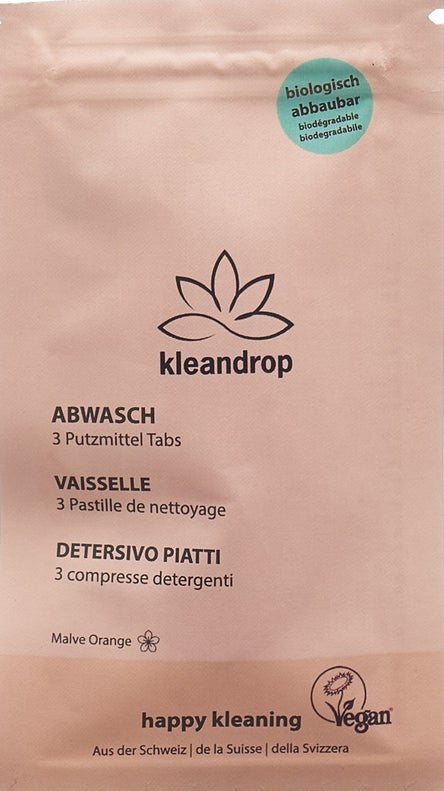 biologisch
abbaubar
biodégradable
biodegradabile
kleandrop
ABWASCH
3 Putzmittel Tabs
VAISSELLE
3 Pastille de nettoyage
DETERSIVO PIATTI
3 compresse detergenti
Malve Orange
happy kleaning
Vegan
Aus der Schweiz | de la Suisse | della Svizzera